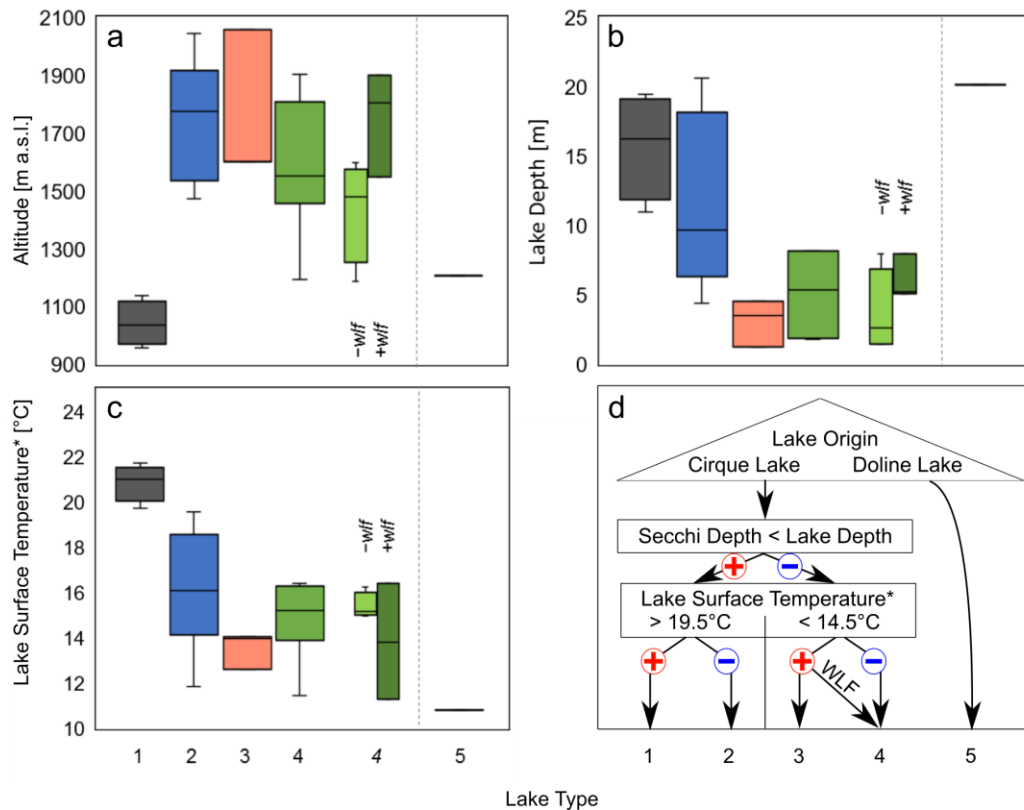 a
Altitude [m a.s.l.]
2100
1900
1700
1500
1300
1100
900
–wlf
+wlf
b
Lake Depth [m]
25
20
15
10
5
0
–wlf
+wlf
c
Lake Surface Temperature* [°C]
24
22
20
18
16
14
12
10
–wlf
+wlf
1 2 3 4 4 5
d
Lake Origin
Cirque Lake Doline Lake
Secchi Depth < Lake Depth
+ –
Lake Surface Temperature*
> 19.5°C < 14.5°C
+ – + –
WLF
1 2 3 4 5
Lake Type